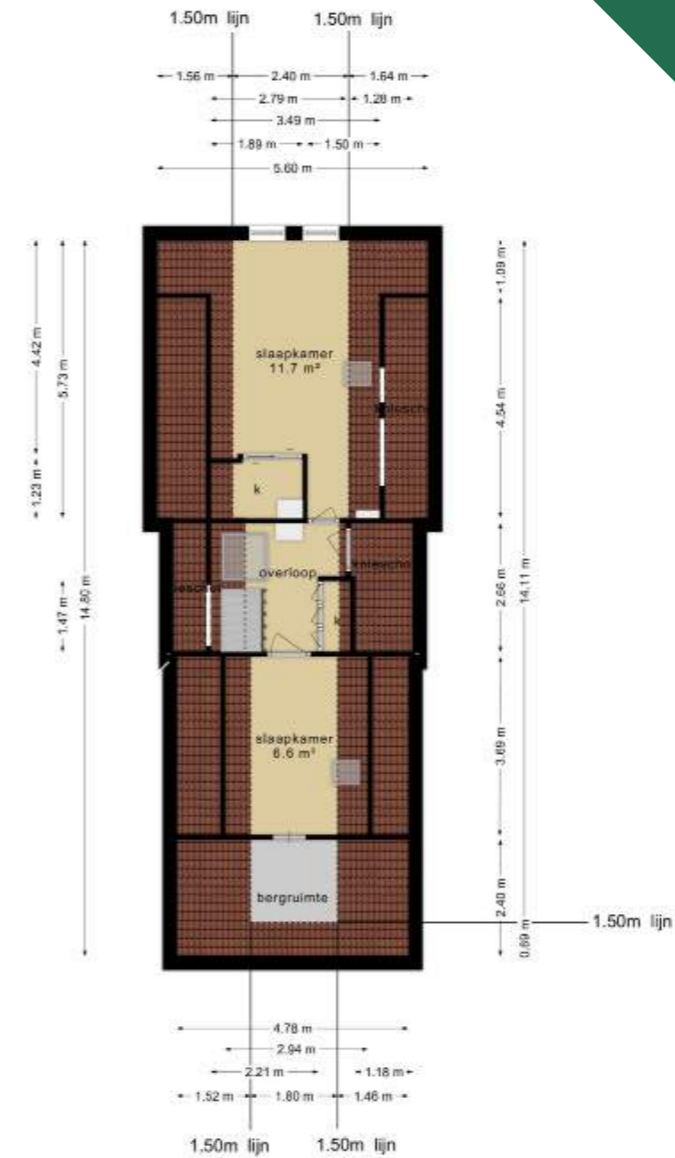 1.50m lijn
1.50m lijn
1.56 m
2.40 m
1.64 m
2.79 m
1.28 m
3.49 m
1.89 m
1.50 m
5.60 m
4.42 m
5.73 m
1.23 m
1.47 m
14.80 m
slaapkamer
11.7 m²
k
overloop
k
slaapkamer
6.6 m²
bergruimte
1.09
4.54 m
2.66 m
14.11 m
3.69 m
2.40 m
0.69 m
1.50m lijn
4.78 m
2.94 m
2.21 m
1.18 m
1.52 m
1.80 m
1.46 m
1.50m lijn
1.50m lijn